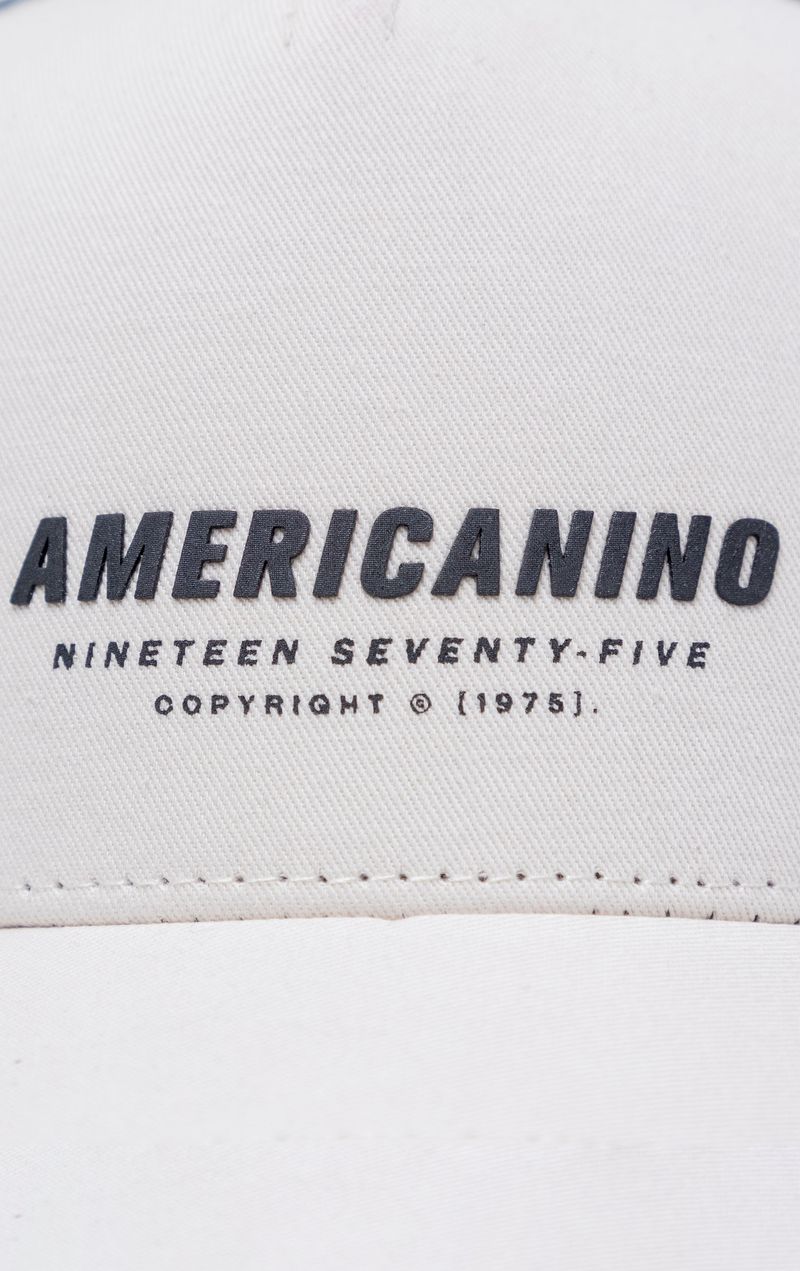 AMERICANINO
NINETEEN SEVENTY-FIVE
COPYRIGHT © [1975].